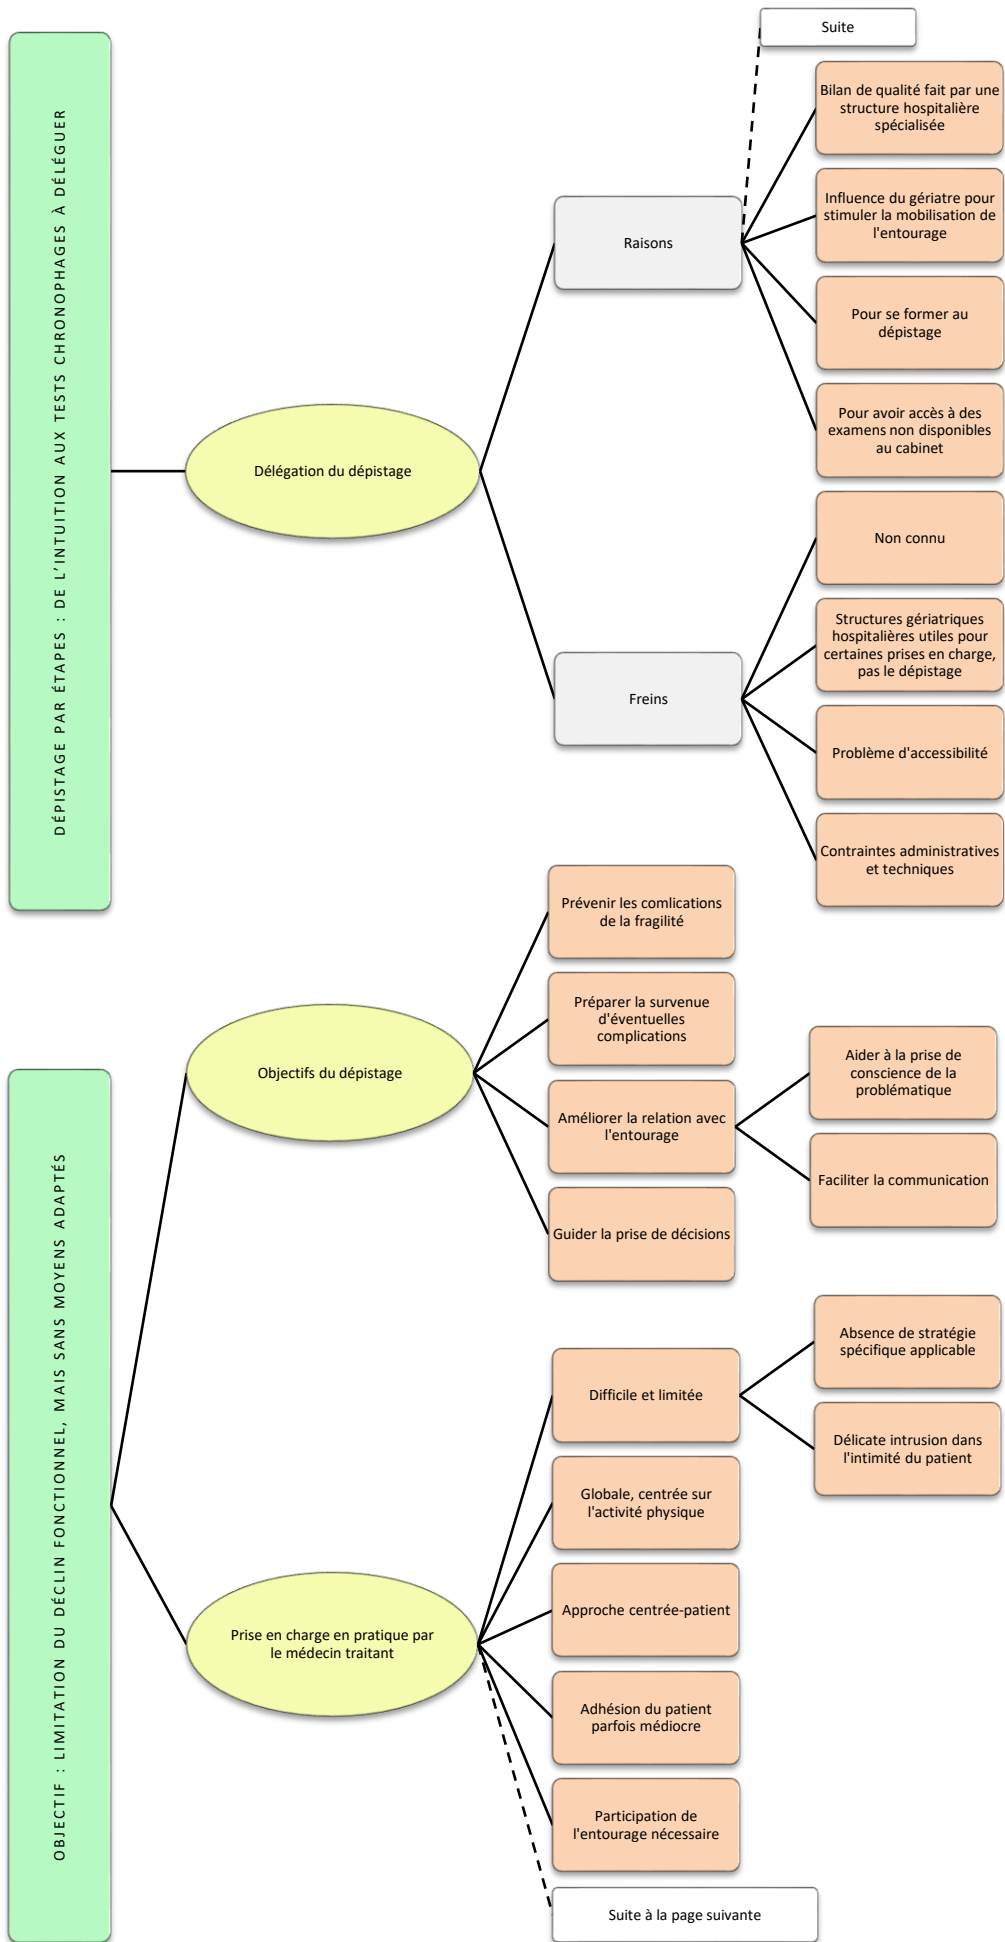 DÉPISTAGE PAR ÉTAPES : DE L'INTUITION AUX TESTS CHRONOPHAGES À DÉLÉGUER
Délégation du dépistage
Raisons
Suite
Bilan de qualité fait par une
structure hospitalière
spécialisée
Influence du gériatre pour
stimuler la mobilisation de
l'entourage
Pour se former au
dépistage
Pour avoir accès à des
examens non disponibles
au cabinet
Freins
Non connu
Structures gériatriques
hospitalières utiles pour
certaines prises en charge,
pas le dépistage
Problème d'accessibilité
Contraintes administratives
et techniques
OBJECTIF : LIMITATION DU DÉCLIN FONCTIONNEL, MAIS SANS MOYENS ADAPTÉS
Objectifs du dépistage
Prévenir les comlications
de la fragilité
Préparer la survenue
d'éventuelles
complications
Améliorer la relation avec
l'entourage
Aider à la prise de
conscience de la
problématique
Faciliter la communication
Guider la prise de décisions
Prise en charge en pratique par
le médecin traitant
Difficile et limitée
Absence de stratégie
spécifique applicable
Délicate intrusion dans
l'intimité du patient
Globale, centrée sur
l'activité physique
Approche centrée-patient
Adhésion du patient
parfois médiocre
Participation de
l'entourage nécessaire
Suite à la page suivante